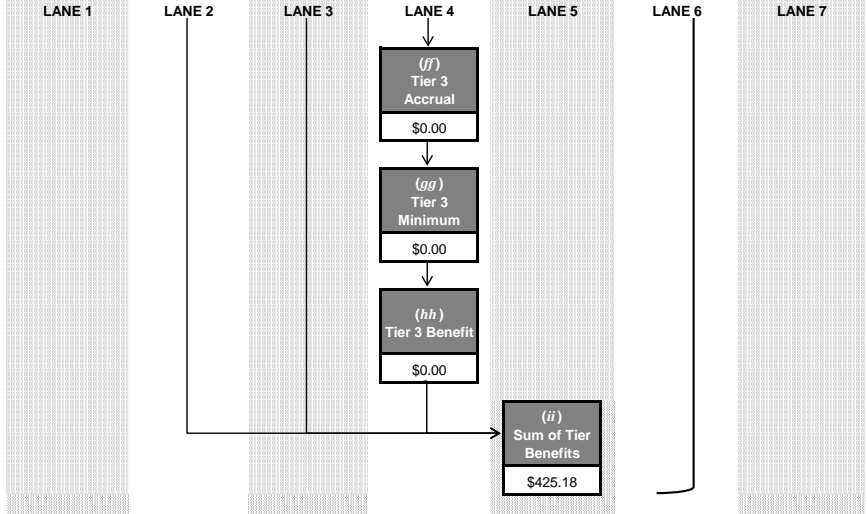 LANE 1 LANE 2 LANE 3 LANE 4 LANE 5 LANE 6 LANE 7
(ff)
Tier 3
Accrual
$0.00
(gg)
Tier 3
Minimum
$0.00
(hh)
Tier 3 Benefit
$0.00
(ii)
Sum of Tier
Benefits
$425.18